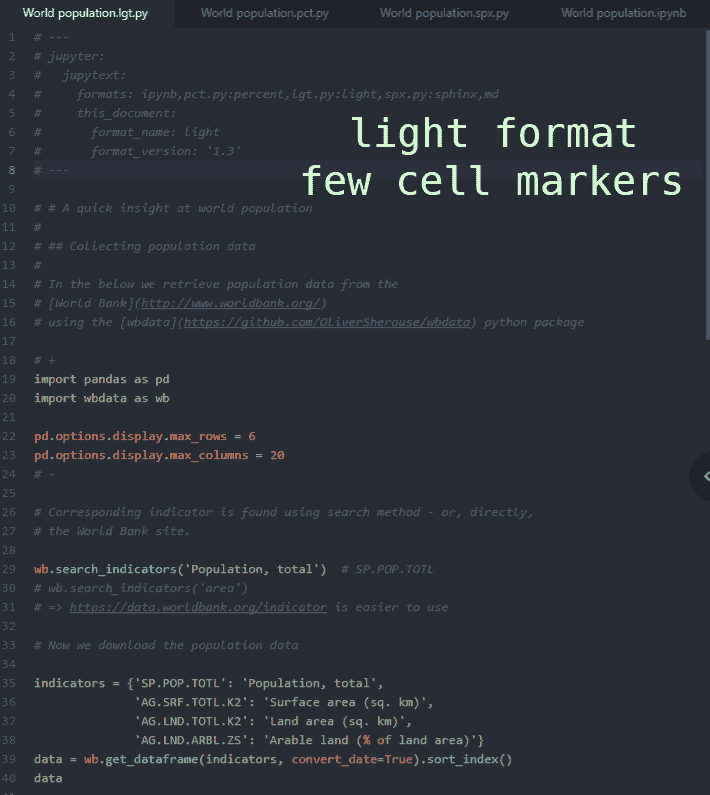 World population.lgt.py World population.pct.py World population.spx.py World population.ipynb
1 # ---
2 # jupyter:
3 #   jupytext:
4 #     formats: ipynb,pct.py:percent,lgt.py:light,spx.py:sphinx,md
5 #     this_document:
6 #       format_name: light
7 #       format_version: '1.3'
8 # ---
light format
few cell markers
9
10 # # A quick insight at world population
11 #
12 # ## Collecting population data
13 #
14 # In the below we retrieve population data from the
15 # [World Bank](http://www.worldbank.org/)
16 # using the [wbdata](https://github.com/OliverSherouse/wbdata) python package
17
18 # +
19 import pandas as pd
20 import wbdata as wb
21
22 pd.options.display.max_rows = 6
23 pd.options.display.max_columns = 20
24 # -
25
26 # Corresponding indicator is found using search method - or, directly,
27 # the World Bank site.
28
29 wb.search_indicators('Population, total')  # SP.POP.TOTL
30 # wb.search_indicators('area')
31 # => https://data.worldbank.org/indicator is easier to use
32
33 # Now we download the population data
34
35 indicators = {'SP.POP.TOTL': 'Population, total',
36               'AG.SRF.TOTL.K2': 'Surface area (sq. km)',
37               'AG.LND.TOTL.K2': 'Land area (sq. km)',
38               'AG.LND.ARBL.ZS': 'Arable land (% of land area)'}
39 data = wb.get_dataframe(indicators, convert_date=True).sort_index()
40 data